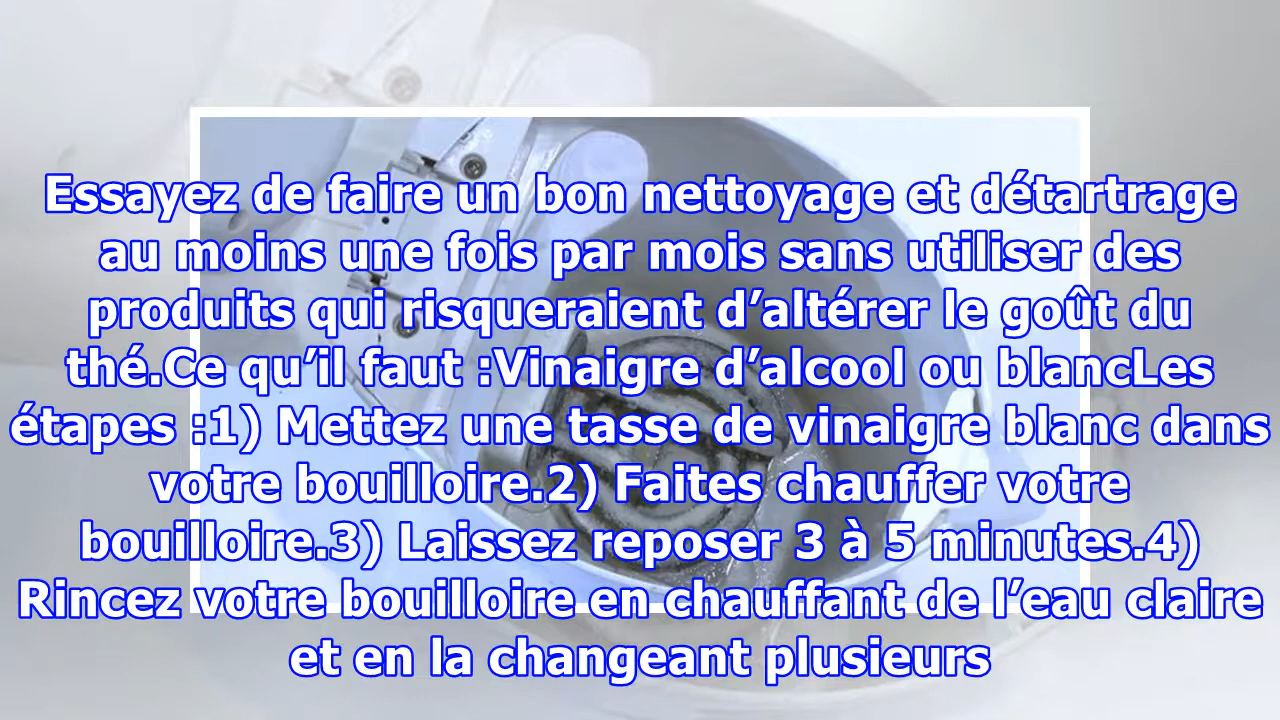 Essayez de faire un bon nettoyage et détartrage
au moins une fois par mois sans utiliser des
produits qui risqueraient d’altérer le goût du
thé.Ce qu’il faut :Vinaigre d’alcool ou blancLes
étapes :1) Mettez une tasse de vinaigre blanc dans
votre bouilloire.2) Faites chauffer votre
bouilloire.3) Laissez reposer 3 à 5 minutes.4)
Rincez votre bouilloire en chauffant de l’eau claire
et en la changeant plusieurs